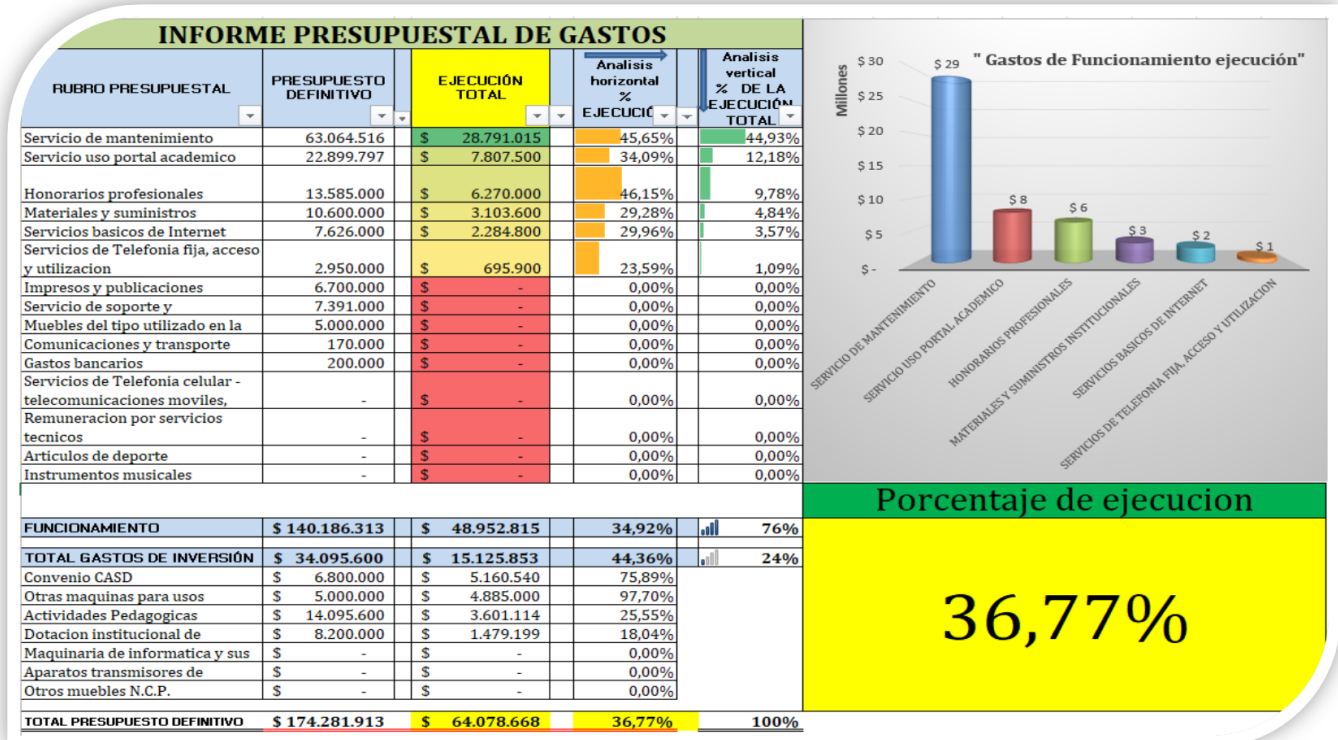 INFORME PRESUPUESTAL DE GASTOS
RUBRO PRESUPUESTAL PRESUPUESTO DEFINITIVO EJECUCIÓN TOTAL Analisis horizontal % EJECUCIÓ Analisis vertical % DE LA EJECUCIÓN TOTAL
Servicio de mantenimiento 63.064.516 $ 28.791.015 45,65% 44,93%
Servicio uso portal academico 22.899.797 $ 7.807.500 34,09% 12,18%
Honorarios profesionales 13.585.000 $ 6.270.000 46,15% 9,78%
Materiales y suministros 10.600.000 $ 3.103.600 29,28% 4,84%
Servicios basicos de Internet 7.626.000 $ 2.284.800 29,96% 3,57%
Servicios de Telefonia fija, acceso
y utilizacion 2.950.000 $ 695.900 23,59% 1,09%
Impresos y publicaciones 6.700.000 $ - 0,00% 0,00%
Servicio de soporte y 7.391.000 $ - 0,00% 0,00%
Muebles del tipo utilizado en la 5.000.000 $ - 0,00% 0,00%
Comunicaciones y transporte 170.000 $ - 0,00% 0,00%
Gastos bancarios 200.000 $ - 0,00% 0,00%
Servicios de Telefonia celular -
telecomunicaciones moviles, - $ - 0,00% 0,00%
Remuneracion por servicios
tecnicos - $ - 0,00% 0,00%
Articulos de deporte - $ - 0,00% 0,00%
Instrumentos musicales - $ - 0,00% 0,00%
FUNCIONAMIENTO $ 140.186.313 $ 48.952.815 34,92% 76%
TOTAL GASTOS DE INVERSIÓN $ 34.095.600 $ 15.125.853 44,36% 24%
Convenio CASD $ 6.800.000 $ 5.160.540 75,89%
Otras maquinas para usos $ 5.000.000 $ 4.885.000 97,70%
Actividades Pedagogicas $ 14.095.600 $ 3.601.114 25,55%
Dotacion institucional de $ 8.200.000 $ 1.479.199 18,04%
Maquinaria de informatica y sus $ - $ - 0,00%
Aparatos transmisores de $ - $ - 0,00%
Otros muebles N.C.P. $ - $ - 0,00%
TOTAL PRESUPUESTO DEFINITIVO $ 174.281.913 $ 64.078.668 36,77% 100%
" Gastos de Funcionamiento ejecución"
Millones
$ 30
$ 25
$ 20
$ 15
$ 10
$ 5
$ -
$ 29
$ 8
$ 6
$ 3
$ 2
$ 1
SERVICIO DE MANTENIMIENTO
SERVICIO USO PORTAL ACADEMICO
HONORARIOS PROFESIONALES
MATERIALES Y SUMINISTROS INSTITUCIONALES
SERVICIOS BASICOS DE INTERNET
SERVICIOS DE TELEFONIA FIJA, ACCESO Y UTILIZACION
Porcentaje de ejecucion
36,77%